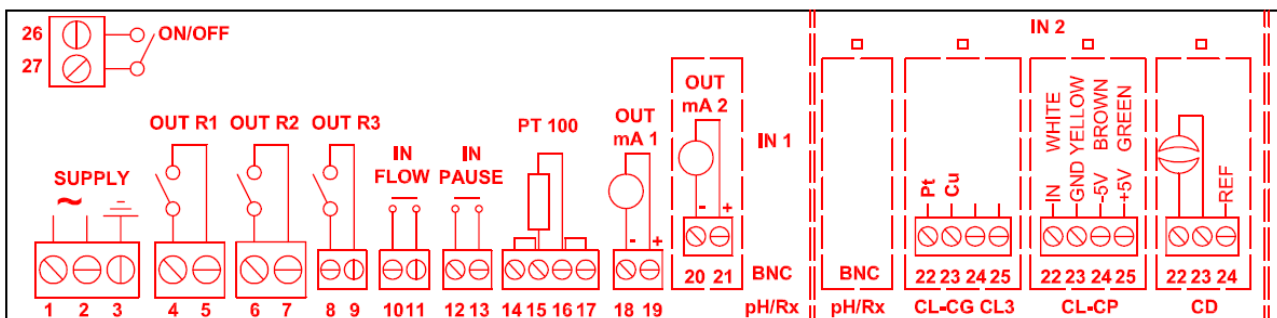 26
27
ON/OFF
SUPPLY
~
1 2 3
OUT R1
4 5
OUT R2
6 7
OUT R3
8 9
IN
FLOW
10 11
IN
PAUSE
12 13
PT 100
14 15 16 17
OUT
mA 1
- +
18 19
OUT
mA 2
- +
20 21
IN 1
BNC
pH/Rx
IN 2
BNC
pH/Rx
Pt
Cu
22 23 24 25
CL-CG CL3
IN WHITE
GND YELLOW
-5V BROWN
+5V GREEN
22 23 24 25
CL-CP
REF
22 23 24
CD